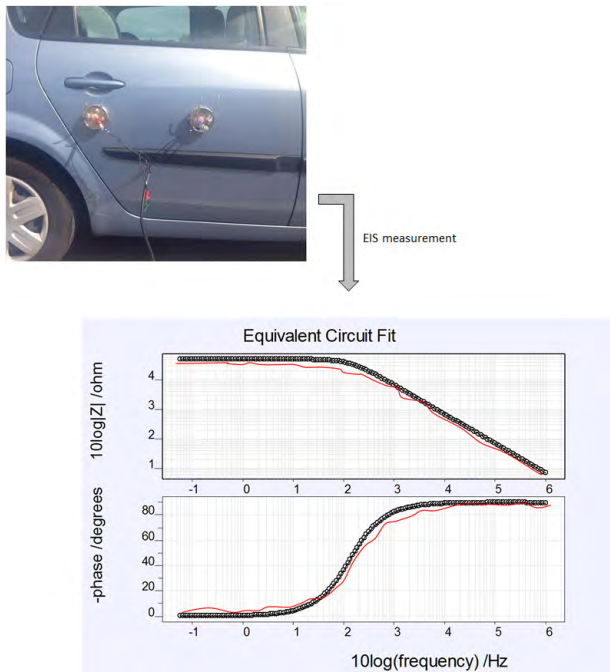 EIS measurement
Equivalent Circuit Fit
10log|Z| /ohm
4
3
2
1
-1 0 1 2 3 4 5 6
-phase /degrees
80
60
40
20
0
-1 0 1 2 3 4 5 6
10log(frequency) /Hz